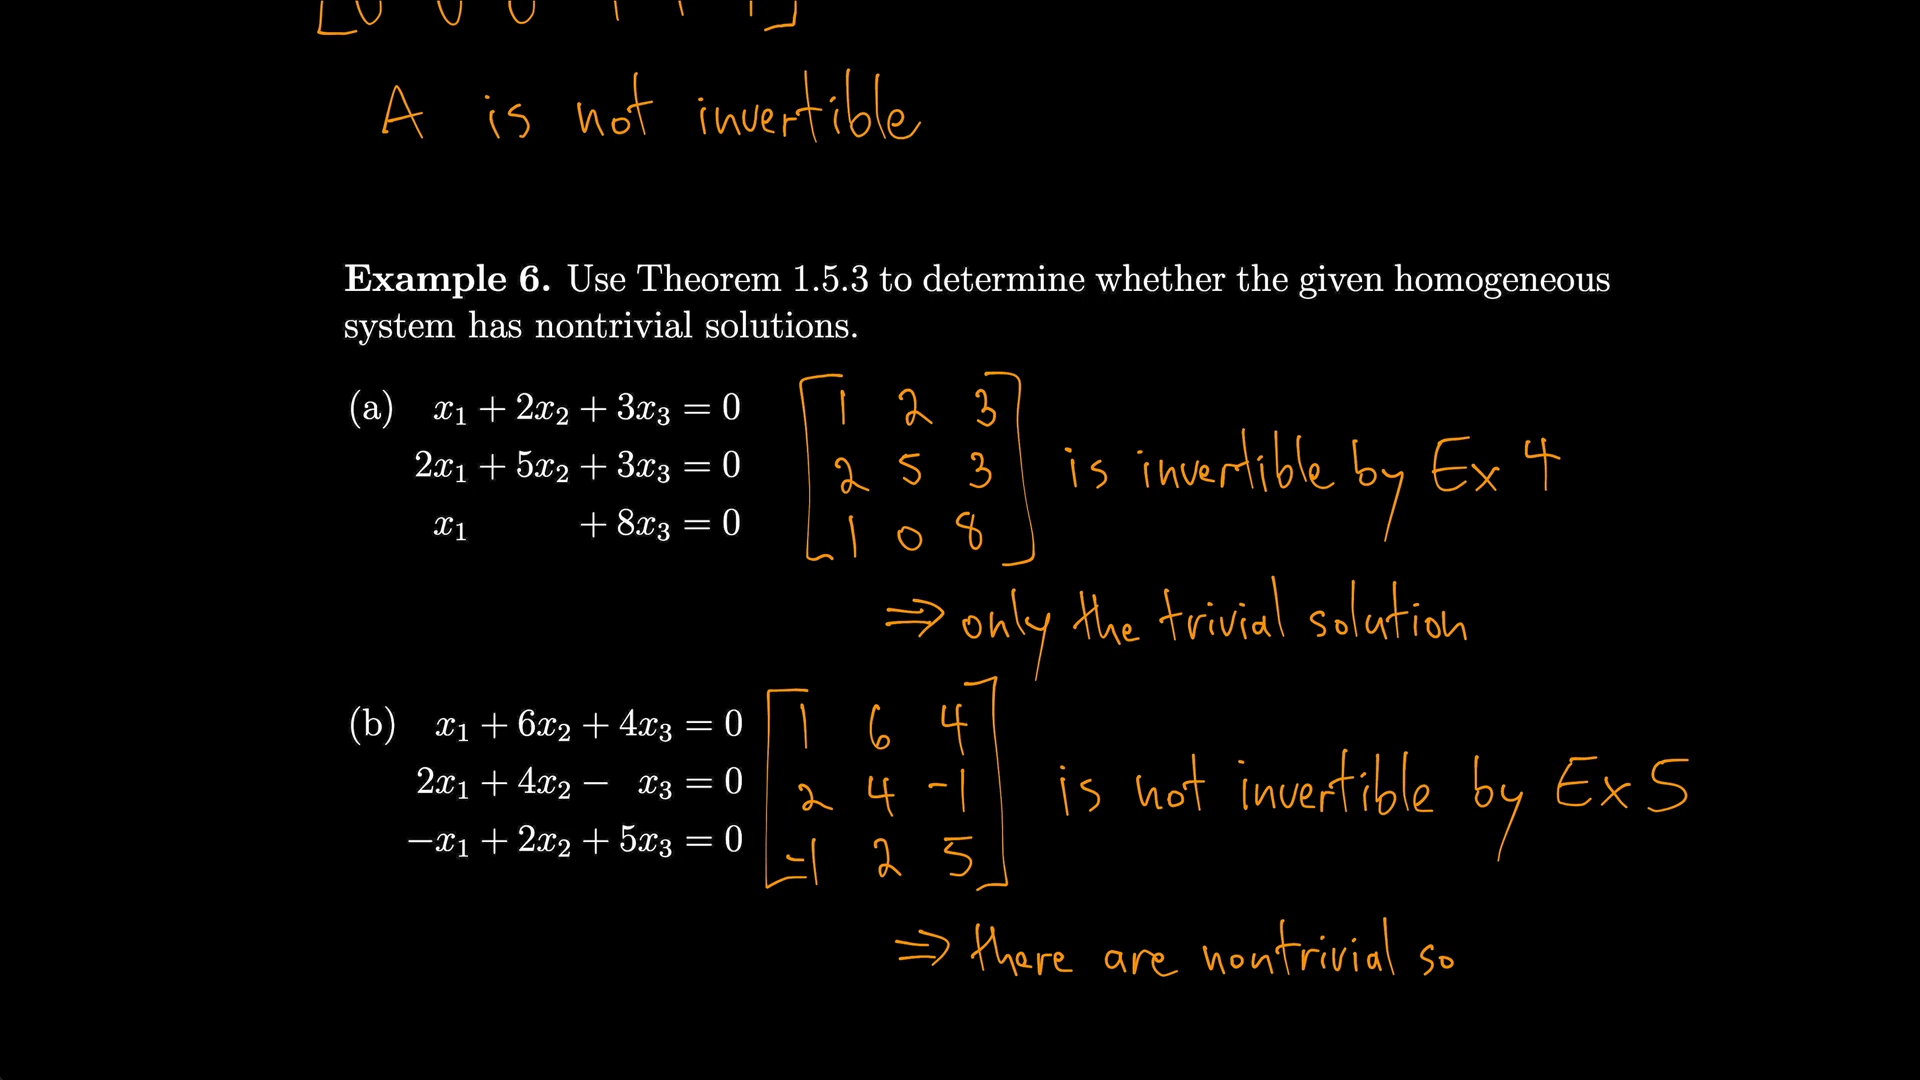 A is not invertible
Example 6. Use Theorem 1.5.3 to determine whether the given homogeneous
system has nontrivial solutions.
(a) x₁ + 2x₂ + 3x₃ = 0 [1 2 3
2x₁ + 5x₂ + 3x₃ = 0 2 5 3 is invertible by Ex 4
x₁ + 8x₃ = 0 1 0 8]
⇒ only the trivial solution
(b) x₁ + 6x₂ + 4x₃ = 0 [1 6 4
2x₁ + 4x₂ − x₃ = 0 2 4 -1 is not invertible by Ex 5
−x₁ + 2x₂ + 5x₃ = 0 -1 2 5]
⇒ there are nontrivial so